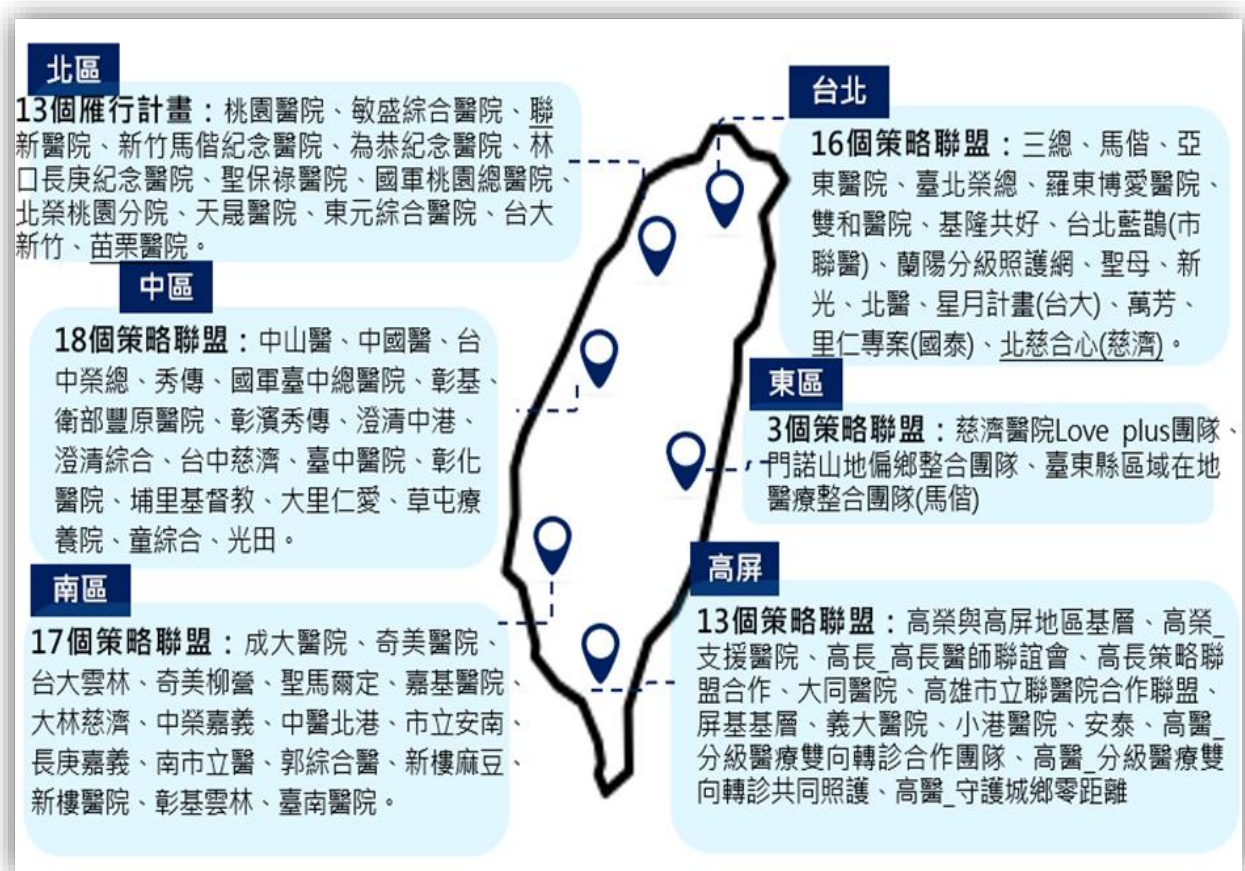 北區
13個雁行計畫：桃園醫院、敏盛綜合醫院、聯
新醫院、新竹馬偕紀念醫院、為恭紀念醫院、林
口長庚紀念醫院、聖保祿醫院、國軍桃園總醫院、
北榮桃園分院、天晟醫院、東元綜合醫院、台大
新竹、苗栗醫院。
台北
16個策略聯盟：三總、馬偕、亞
東醫院、臺北榮總、羅東博愛醫院、
雙和醫院、基隆共好、台北藍鵲(市
聯醫)、蘭陽分級照護網、聖母、新
光、北醫、星月計畫(台大)、萬芳、
里仁專案(國泰)、北慈合心(慈濟)。
中區
18個策略聯盟：中山醫、中國醫、台
中榮總、秀傳、國軍臺中總醫院、彰基、
衛部豐原醫院、彰濱秀傳、澄清中港、
澄清綜合、台中慈濟、臺中醫院、彰化
醫院、埔里基督教、大里仁愛、草屯療
養院、童綜合、光田。
東區
3個策略聯盟：慈濟醫院Love plus團隊、
門諾山地偏鄉整合團隊、臺東縣區域在地
醫療整合團隊(馬偕)
南區
17個策略聯盟：成大醫院、奇美醫院、
台大雲林、奇美柳營、聖馬爾定、嘉基醫院、
大林慈濟、中榮嘉義、中醫北港、市立安南、
長庚嘉義、南市立醫、郭綜合醫、新樓麻豆、
新樓醫院、彰基雲林、臺南醫院。
高屏
13個策略聯盟：高榮與高屏地區基層、高榮_
支援醫院、高長_高長醫師聯誼會、高長策略聯
盟合作、大同醫院、高雄市立聯醫院合作聯盟、
屏基基層、義大醫院、小港醫院、安泰、高醫_
分級醫療雙向轉診合作團隊、高醫_分級醫療雙
向轉診共同照護、高醫_守護城鄉零距離